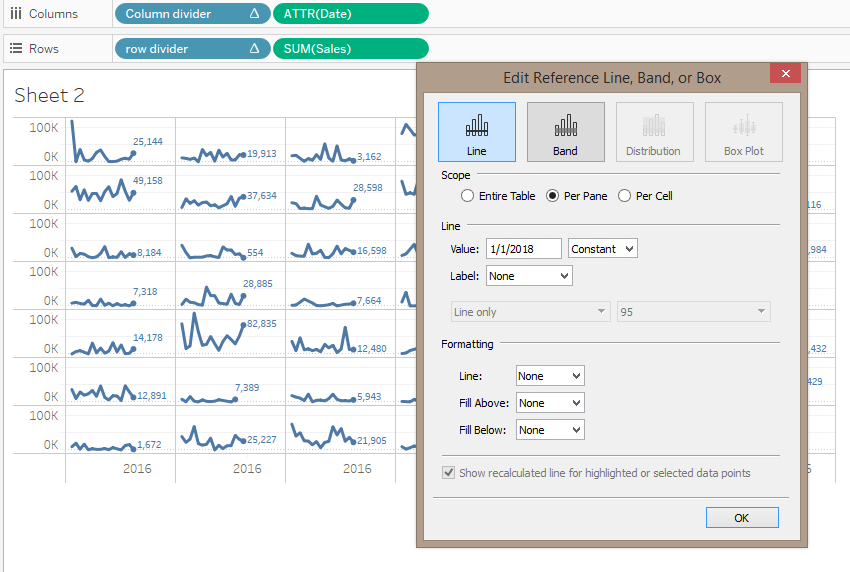 Columns Column divider Δ ATTR(Date)
Rows row divider Δ SUM(Sales)
Sheet 2
Edit Reference Line, Band, or Box
x
Line Band Distribution Box Plot
Scope
Entire Table Per Pane Per Cell
Line
Value: 1/1/2018 Constant
Label: None
Line only 95
Formatting
Line: None
Fill Above: None
Fill Below: None
Show recalculated line for highlighted or selected data points
OK
100K
0K
25,144 19,913 3,162
100K
0K
49,158 37,634 28,598 116
100K
0K
8,184 554 16,598 ,984
100K
0K
7,318 28,885 7,664
100K
0K
14,178 82,835 12,480 ,432
100K
0K
12,891 7,389 5,943 429
100K
0K
1,672 25,227 21,905
2016 2016 2016 6